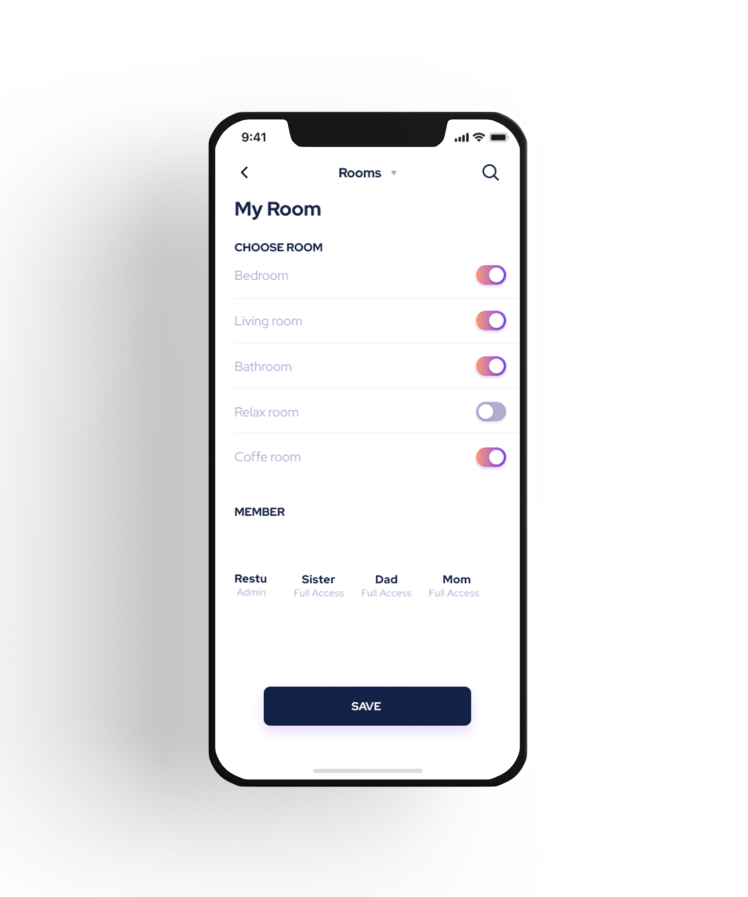 9:41
Rooms
My Room
CHOOSE ROOM
Bedroom
Living room
Bathroom
Relax room
Coffe room
MEMBER
Restu Sister Dad Mom
Admin Full Access Full Access Full Access
SAVE